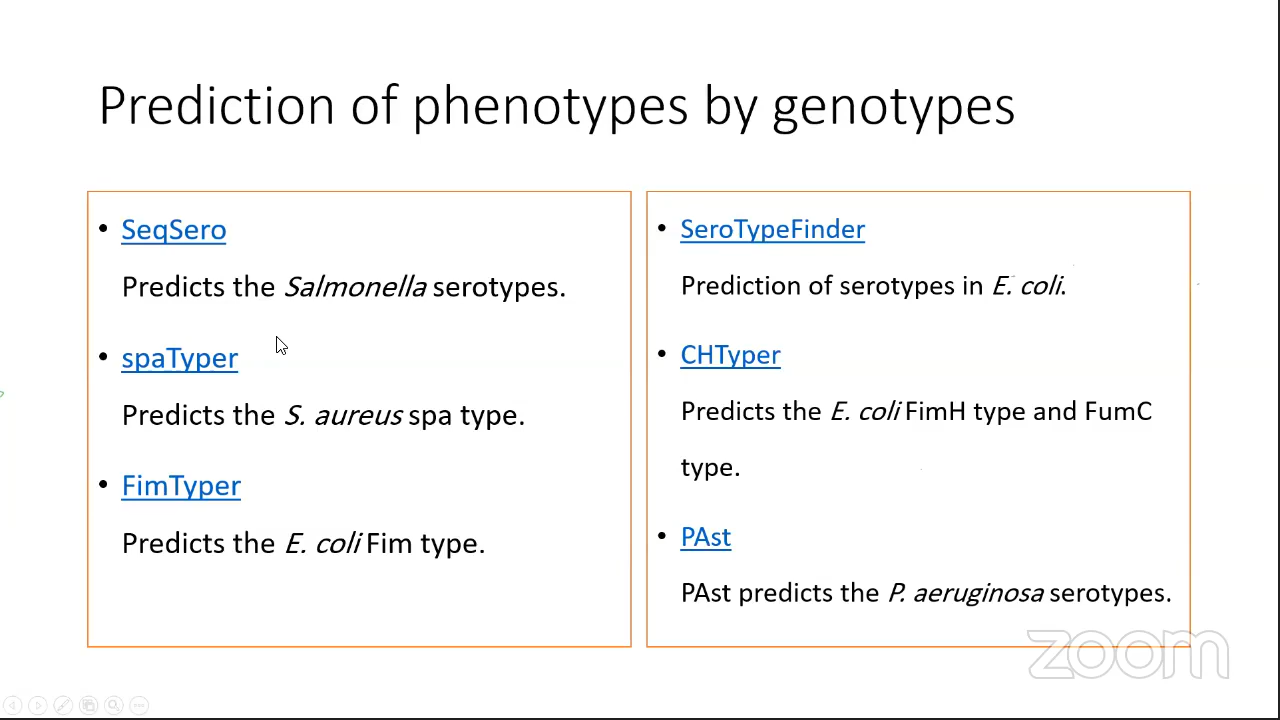 Prediction of phenotypes by genotypes
• SeqSero
Predicts the Salmonella serotypes.
• spaTyper
Predicts the S. aureus spa type.
• FimTyper
Predicts the E. coli Fim type.
• SeroTypeFinder
Prediction of serotypes in E. coli.
• CHTyper
Predicts the E. coli FimH type and FumC
type.
• PAst
PAst predicts the P. aeruginosa serotypes.
zoom